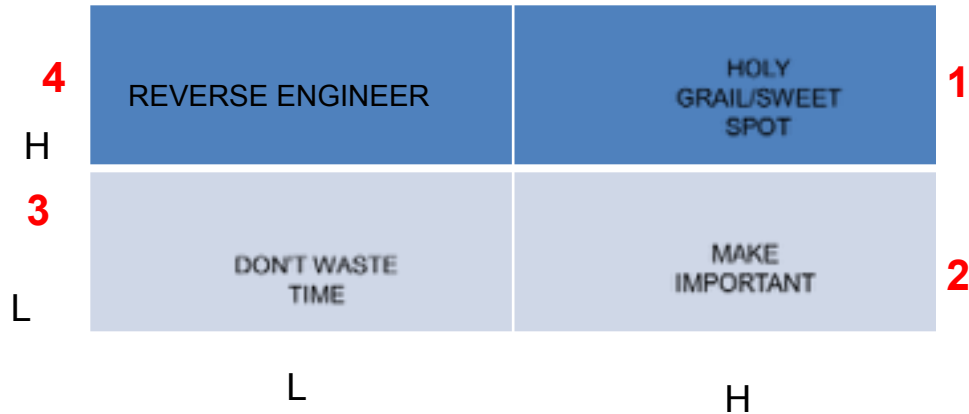 4
REVERSE ENGINEER
HOLY
GRAIL/SWEET
SPOT
1
H
3
DON'T WASTE
TIME
MAKE
IMPORTANT
2
L
L
H